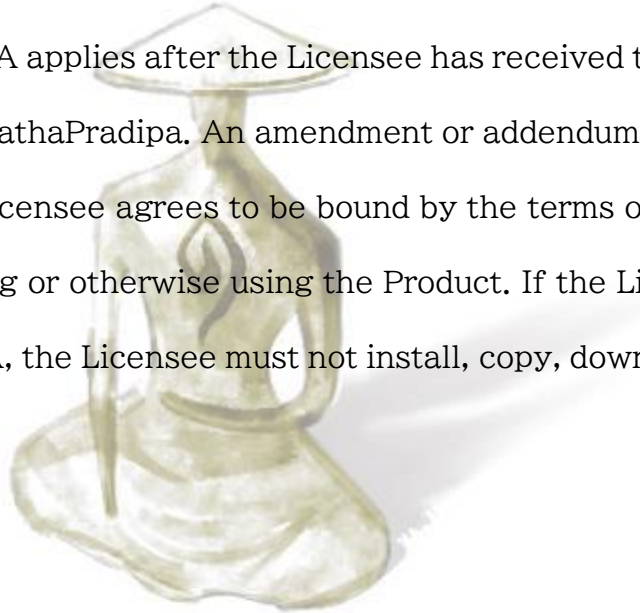 A applies after the Licensee has received t
athaPradipa. An amendment or addendum
censee agrees to be bound by the terms o
g or otherwise using the Product. If the Li
, the Licensee must not install, copy, down